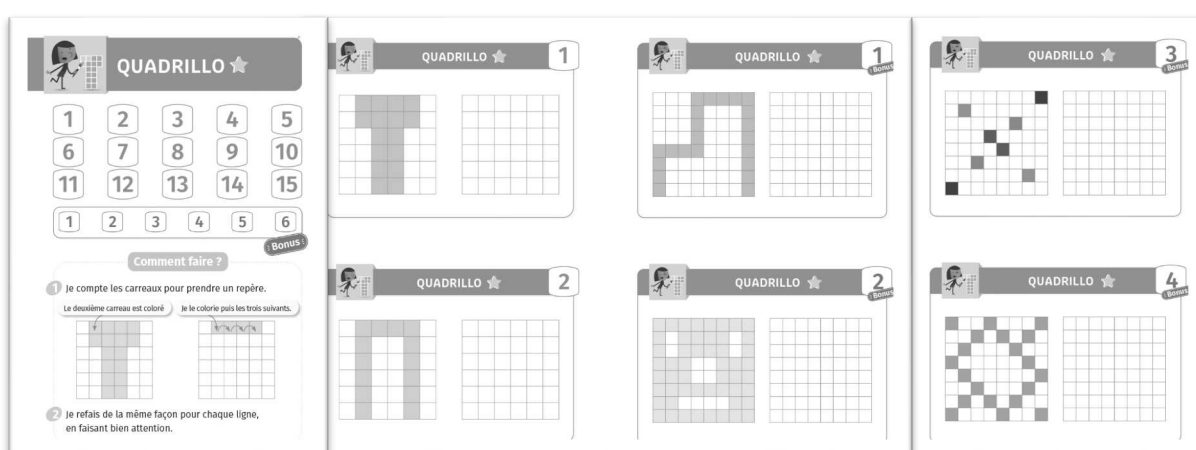 QUADRILLO
1 2 3 4 5
6 7 8 9 10
11 12 13 14 15
1 2 3 4 5 6
Bonus
Comment faire ?
1 Je compte les carreaux pour prendre un repère.
Le deuxième carreau est coloré
Je le colorie puis les trois suivants.
2 Je refais de la même façon pour chaque ligne,
en faisant bien attention.
QUADRILLO 1
QUADRILLO 2
QUADRILLO 1
Bonus
QUADRILLO 2
Bonus
QUADRILLO 3
Bonus
QUADRILLO 4
Bonus